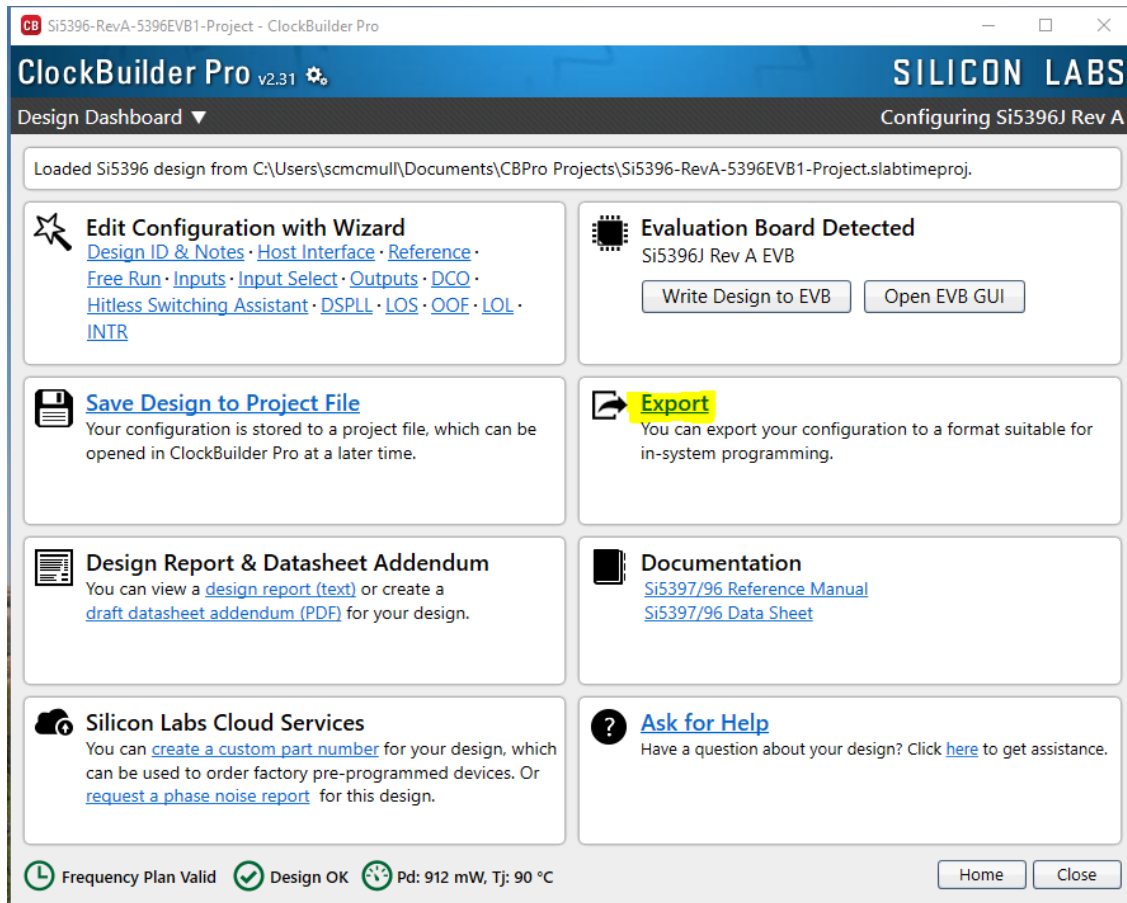 CB Si5396-RevA-5396EVB1-Project - ClockBuilder Pro
ClockBuilder Pro v2.31
SILICON LABS
Design Dashboard ▼
Configuring Si5396J Rev A
Loaded Si5396 design from C:\Users\scmcmull\Documents\CBPro Projects\Si5396-RevA-5396EVB1-Project.slabtimeproj.
Edit Configuration with Wizard
Design ID & Notes · Host Interface · Reference ·
Free Run · Inputs · Input Select · Outputs · DCO ·
Hitless Switching Assistant · DSPLL · LOS · OOF · LOL ·
INTR
Evaluation Board Detected
Si5396J Rev A EVB
Write Design to EVB
Open EVB GUI
Save Design to Project File
Your configuration is stored to a project file, which can be
opened in ClockBuilder Pro at a later time.
Export
You can export your configuration to a format suitable for
in-system programming.
Design Report & Datasheet Addendum
You can view a design report (text) or create a
draft datasheet addendum (PDF) for your design.
Documentation
Si5397/96 Reference Manual
Si5397/96 Data Sheet
Silicon Labs Cloud Services
You can create a custom part number for your design, which
can be used to order factory pre-programmed devices. Or
request a phase noise report for this design.
Ask for Help
Have a question about your design? Click here to get assistance.
Frequency Plan Valid
Design OK
Pd: 912 mW, Tj: 90 °C
Home
Close